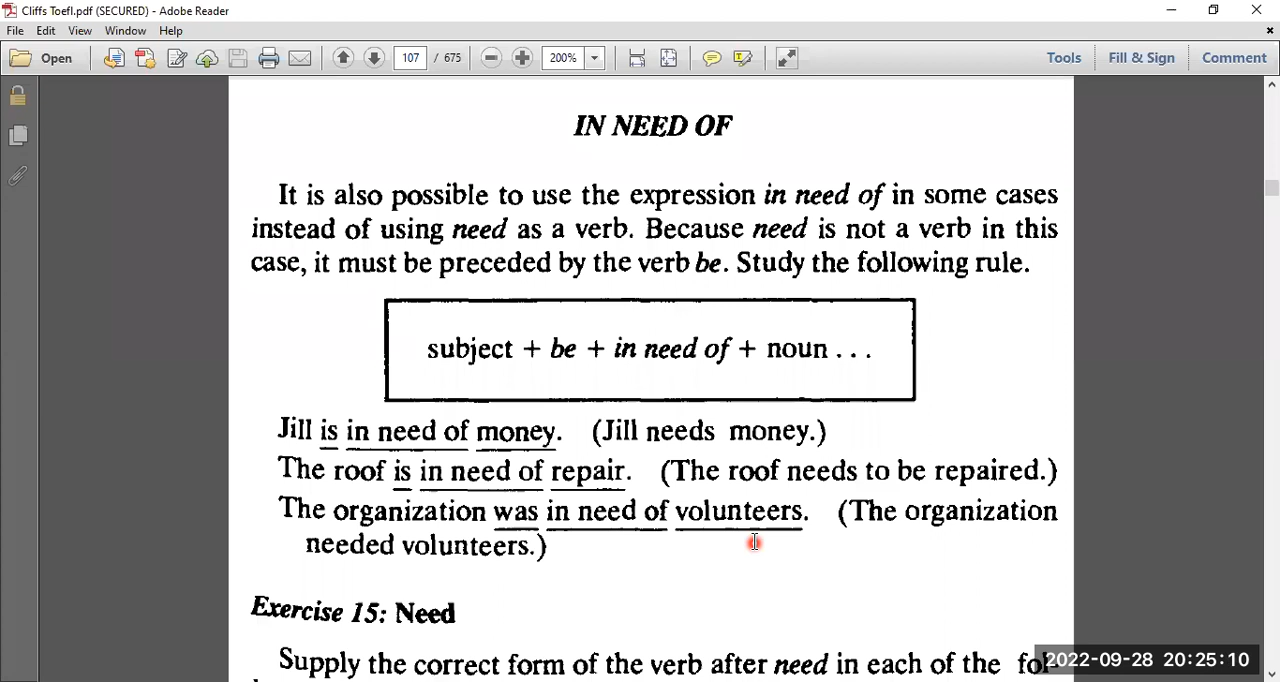 Cliffs Toefl.pdf (SECURED) - Adobe Reader
File Edit View Window Help
Open 107 / 675 200% Tools Fill & Sign Comment
IN NEED OF
It is also possible to use the expression in need of in some cases
instead of using need as a verb. Because need is not a verb in this
case, it must be preceded by the verb be. Study the following rule.
subject + be + in need of + noun . . .
Jill is in need of money. (Jill needs money.)
The roof is in need of repair. (The roof needs to be repaired.)
The organization was in need of volunteers. (The organization
needed volunteers.)
Exercise 15: Need
Supply the correct form of the verb after need in each of the fol-
2022-09-28 20:25:10